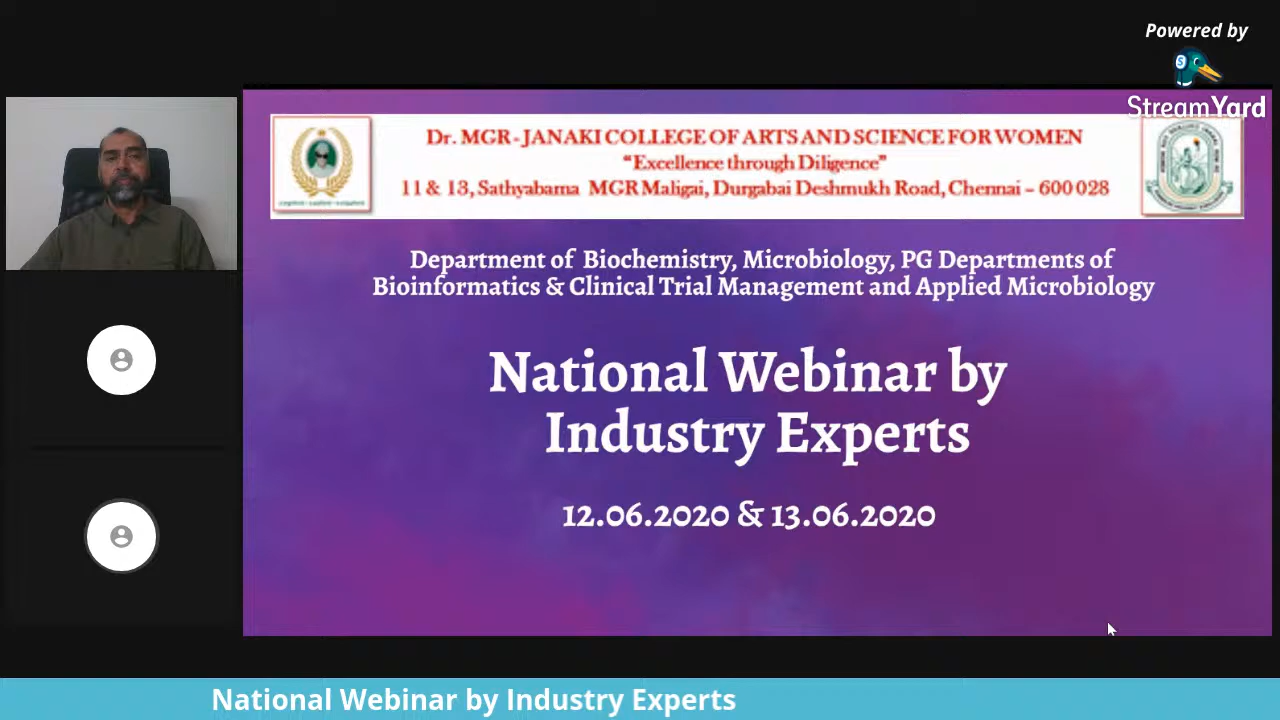 Powered by
StreamYard
Dr. MGR - JANAKI COLLEGE OF ARTS AND SCIENCE FOR WOMEN
“Excellence through Diligence”
11 & 13, Sathyabama MGR Maligai, Durgabai Deshmukh Road, Chennai – 600 028
Department of Biochemistry, Microbiology, PG Departments of
Bioinformatics & Clinical Trial Management and Applied Microbiology
National Webinar by
Industry Experts
12.06.2020 & 13.06.2020
National Webinar by Industry Experts